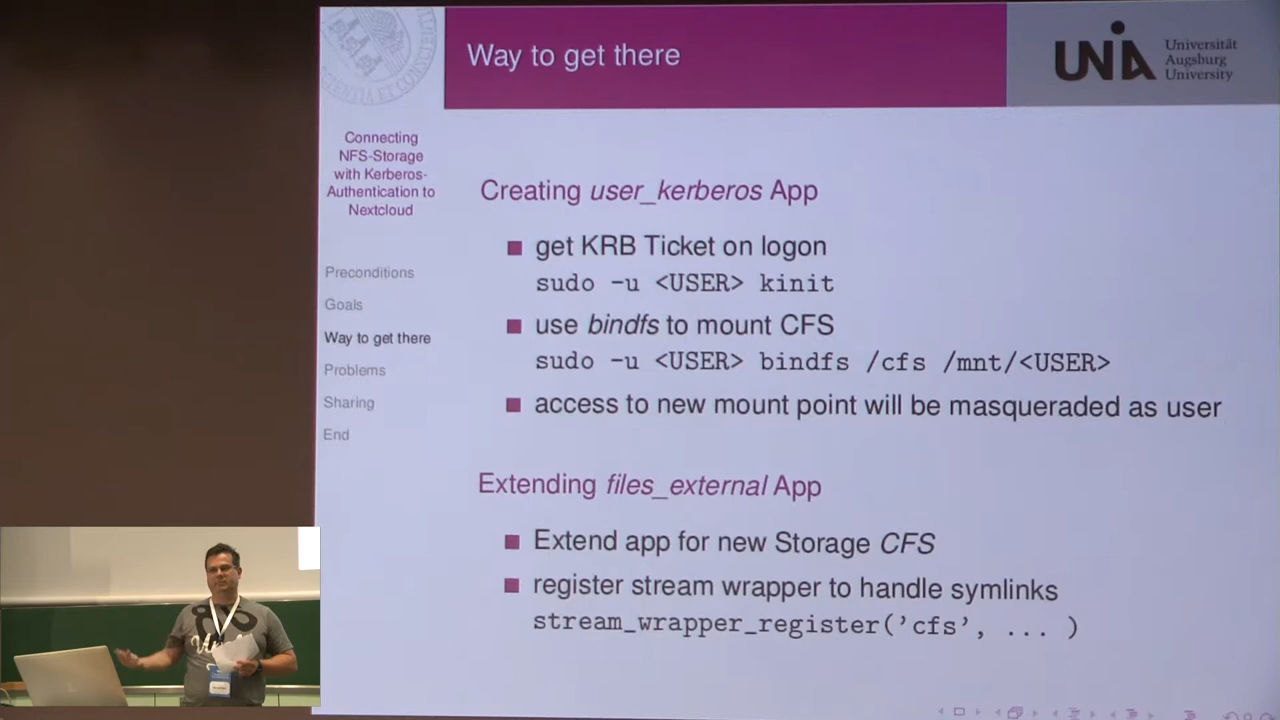 Way to get there
UNIA
Universität
Augsburg
University
Connecting
NFS-Storage
with Kerberos-
Authentication to
Nextcloud
Preconditions
Goals
Way to get there
Problems
Sharing
End
Creating user_kerberos App
get KRB Ticket on logon
sudo -u <USER> kinit
use bindfs to mount CFS
sudo -u <USER> bindfs /cfs /mnt/<USER>
access to new mount point will be masqueraded as user
Extending files_external App
Extend app for new Storage CFS
register stream wrapper to handle symlinks
stream_wrapper_register('cfs', ... )